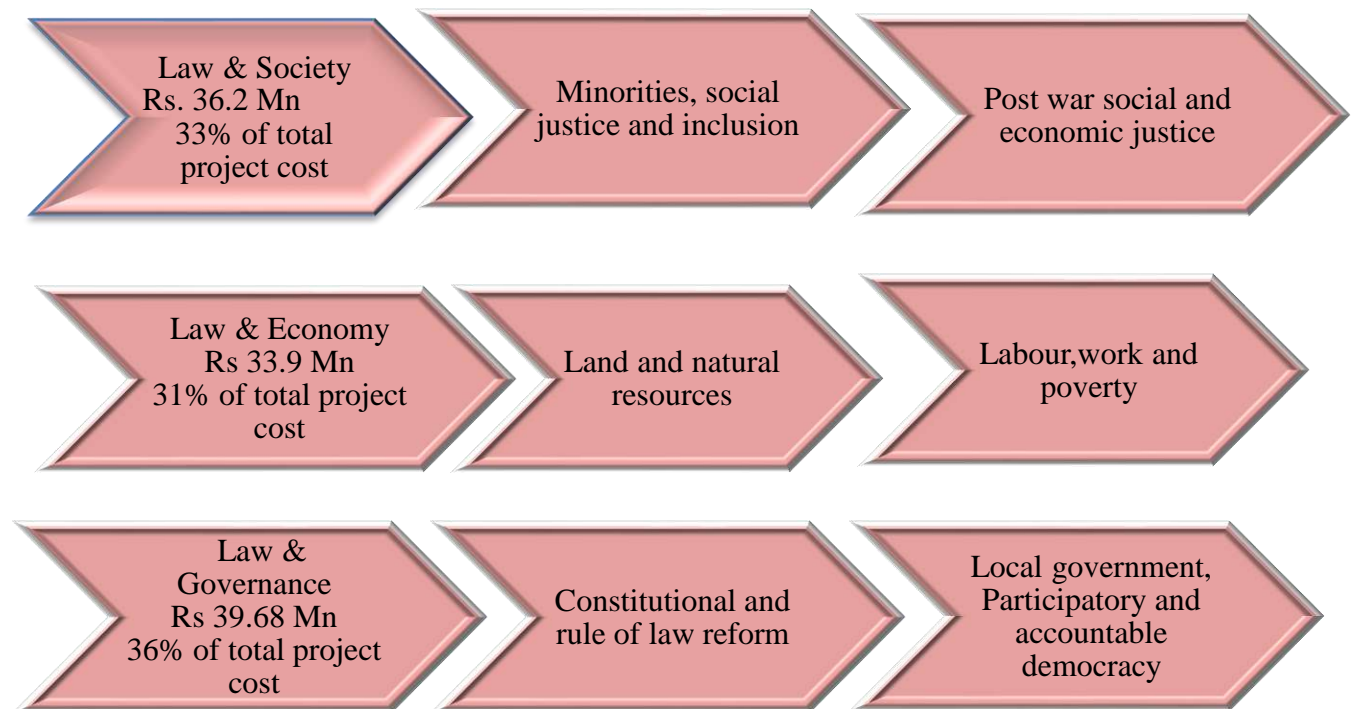 Law & Society
Rs. 36.2 Mn
33% of total
project cost
Minorities, social
justice and inclusion
Post war social and
economic justice
Law & Economy
Rs 33.9 Mn
31% of total project
cost
Land and natural
resources
Labour,work and
poverty
Law &
Governance
Rs 39.68 Mn
36% of total project
cost
Constitutional and
rule of law reform
Local government,
Participatory and
accountable
democracy